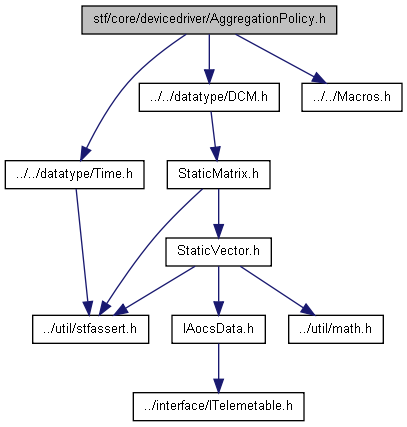 stf/core/devicedriver/AggregationPolicy.h
../../datatype/DCM.h
../../Macros.h
../../datatype/Time.h
StaticMatrix.h
StaticVector.h
../util/stfassert.h
IAocsData.h
../util/math.h
../interface/ITelemetable.h